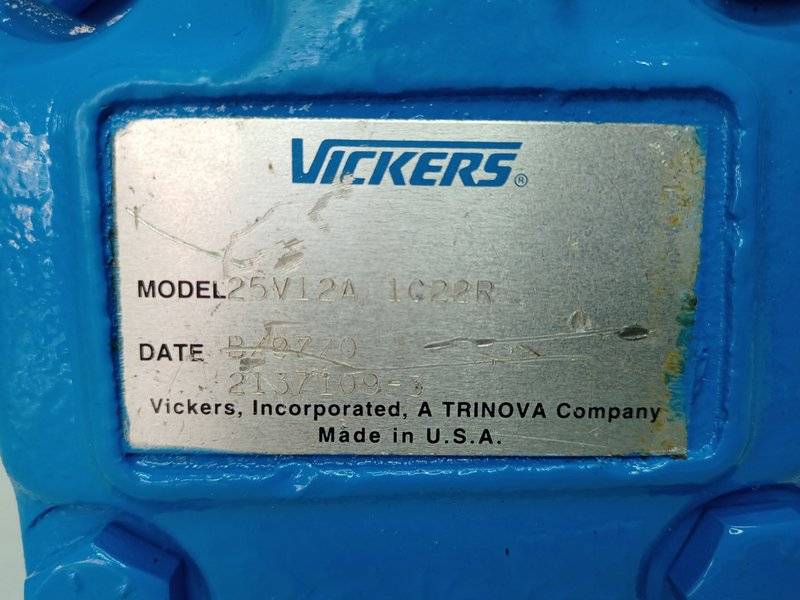 VICKERS®
MODEL 25V12A 1C22R
DATE
2137109-3
Vickers, Incorporated, A TRINOVA Company
Made in U.S.A.